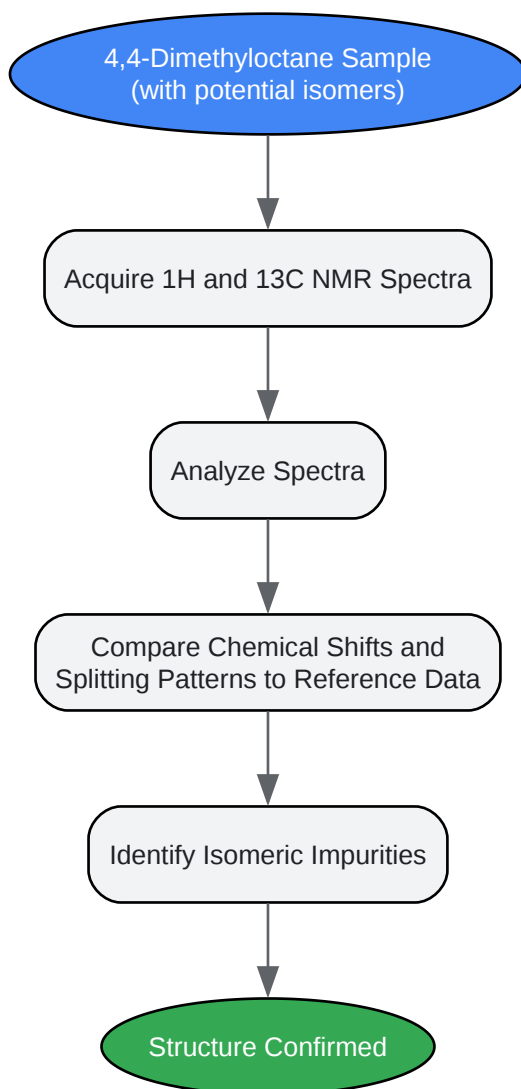 4,4-Dimethyloctane Sample
(with potential isomers)
Acquire 1H and 13C NMR Spectra
Analyze Spectra
Compare Chemical Shifts and
Splitting Patterns to Reference Data
Identify Isomeric Impurities
Structure Confirmed